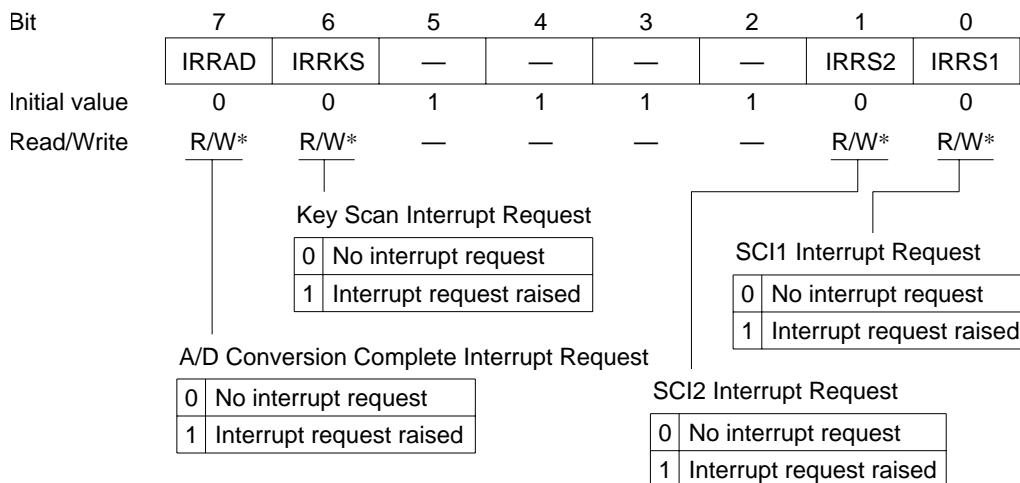 Bit 7 6 5 4 3 2 1 0
IRRAD IRRKS — — — — IRRS2 IRRS1
Initial value 0 0 1 1 1 1 0 0
Read/Write R/W* R/W* — — — — R/W* R/W*
Key Scan Interrupt Request
0 No interrupt request
1 Interrupt request raised
SCI1 Interrupt Request
0 No interrupt request
1 Interrupt request raised
A/D Conversion Complete Interrupt Request
0 No interrupt request
1 Interrupt request raised
SCI2 Interrupt Request
0 No interrupt request
1 Interrupt request raised